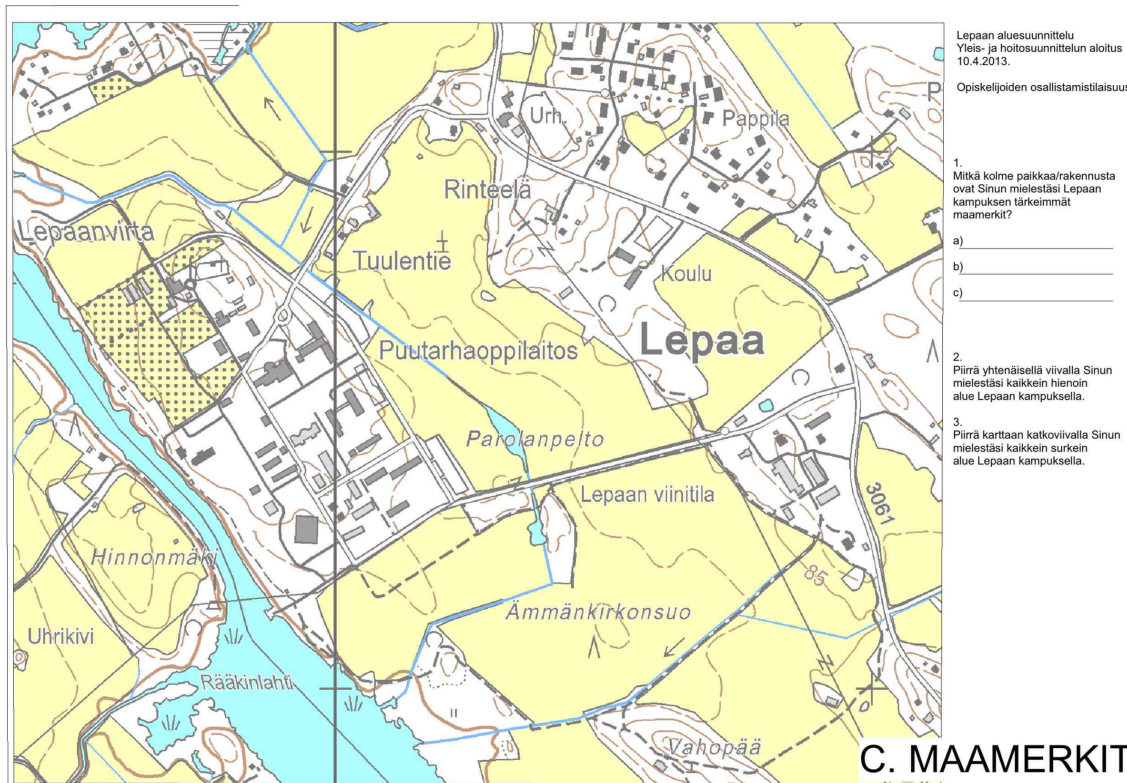 Lepaan aluesuunnittelu
Yleis- ja hoitosuunnittelun aloitus
10.4.2013.
Opiskelijoiden osallistamistilaisuus
1.
Mitkä kolme paikkaa/rakennusta
ovat Sinun mielestäsi Lepaan
kampuksen tärkeimmät
maamerkit?
a)
b)
c)
2.
Piirrä yhtenäisellä viivalla Sinun
mielestäsi kaikkein hienoin
alue Lepaan kampuksella.
3.
Piirrä karttaan katkoviivalla Sinun
mielestäsi kaikkein surkein
alue Lepaan kampuksella.
Urh.
Pappila
P
Rinteelä
Lepaanvirta
Tuulentie
Koulu
Lepaa
Puutarhaoppilaitos
Parolanpelto
Lepaan viinitila
3061
Hinnonmäki
85
Ämmänkirkonsuo
Uhrikivi
Rääkinlahti
Vahopää
C. MAAMERKIT